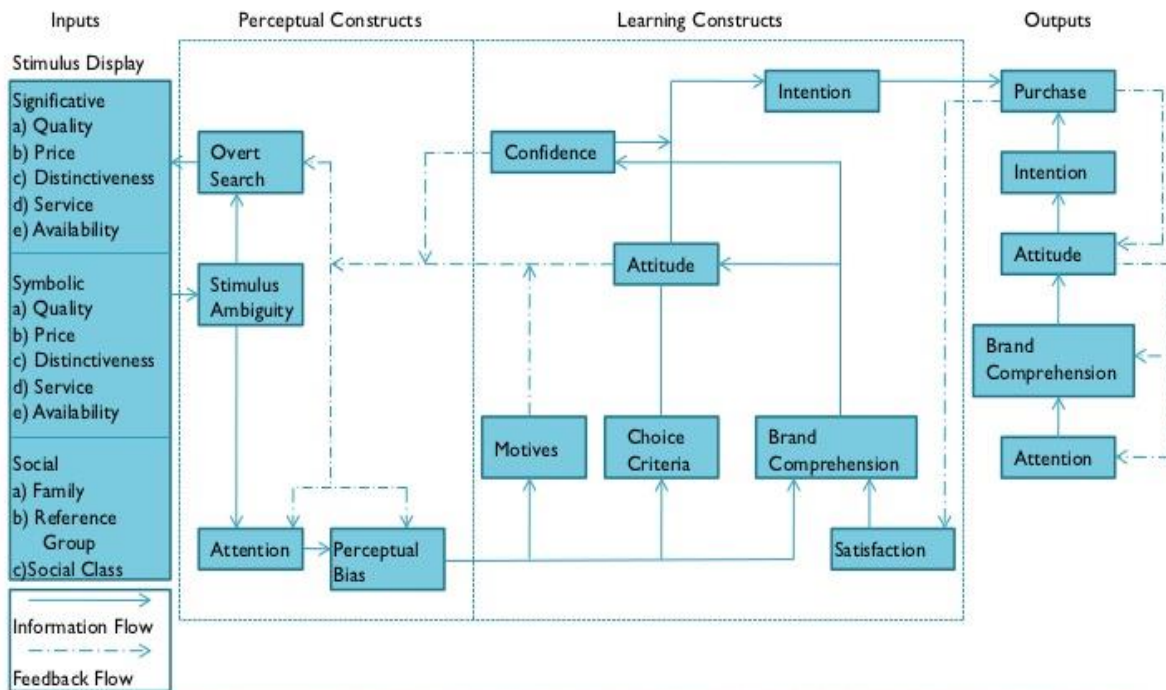 Inputs
Perceptual Constructs
Learning Constructs
Outputs
Stimulus Display
Significative
a) Quality
b) Price
c) Distinctiveness
d) Service
e) Availability
Symbolic
a) Quality
b) Price
c) Distinctiveness
d) Service
e) Availability
Social
a) Family
b) Reference
Group
c)Social Class
Information Flow
Feedback Flow
Overt
Search
Stimulus
Ambiguity
Attention
Perceptual
Bias
Intention
Confidence
Attitude
Motives
Choice
Criteria
Brand
Comprehension
Satisfaction
Purchase
Intention
Attitude
Brand
Comprehension
Attention